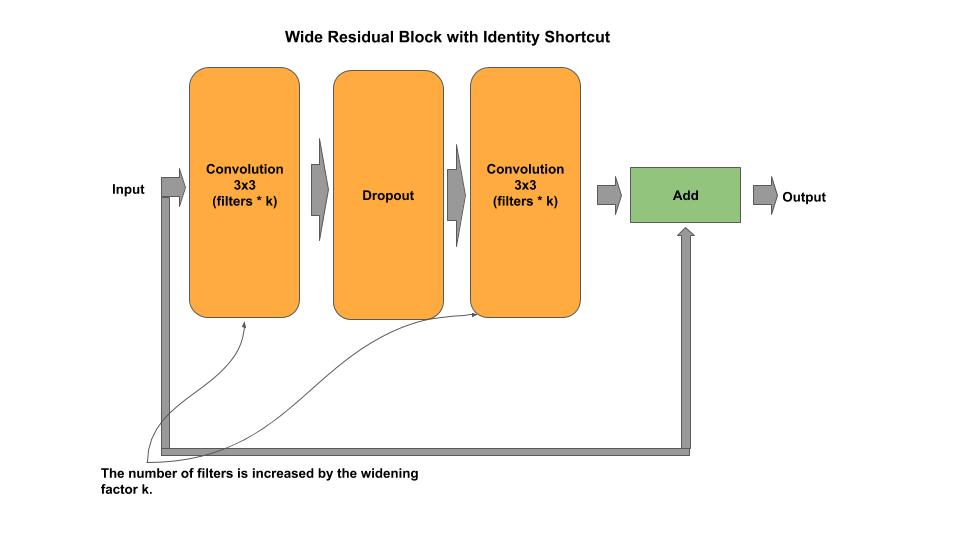 Wide Residual Block with Identity Shortcut
Input
Convolution
3x3
(filters * k)
Dropout
Convolution
3x3
(filters * k)
Add
Output
The number of filters is increased by the widening
factor k.